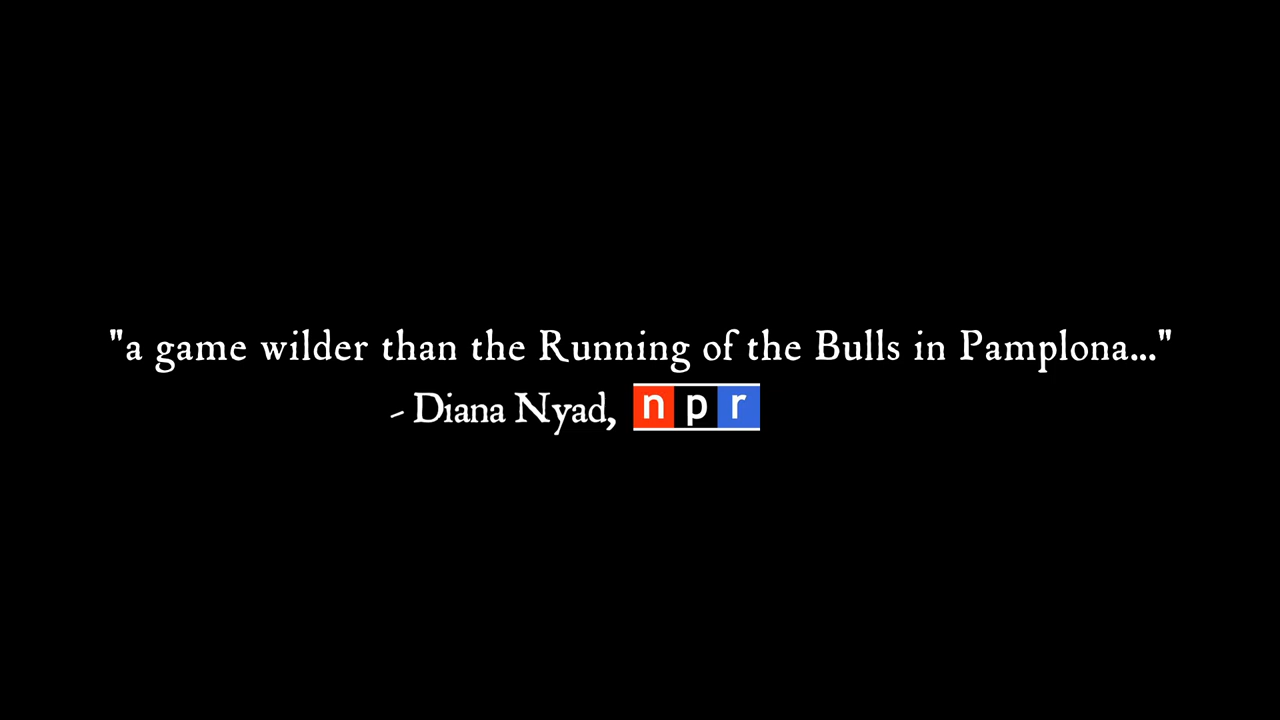 "a game wilder than the Running of the Bulls in Pamplona..."
- Diana Nyad, npr